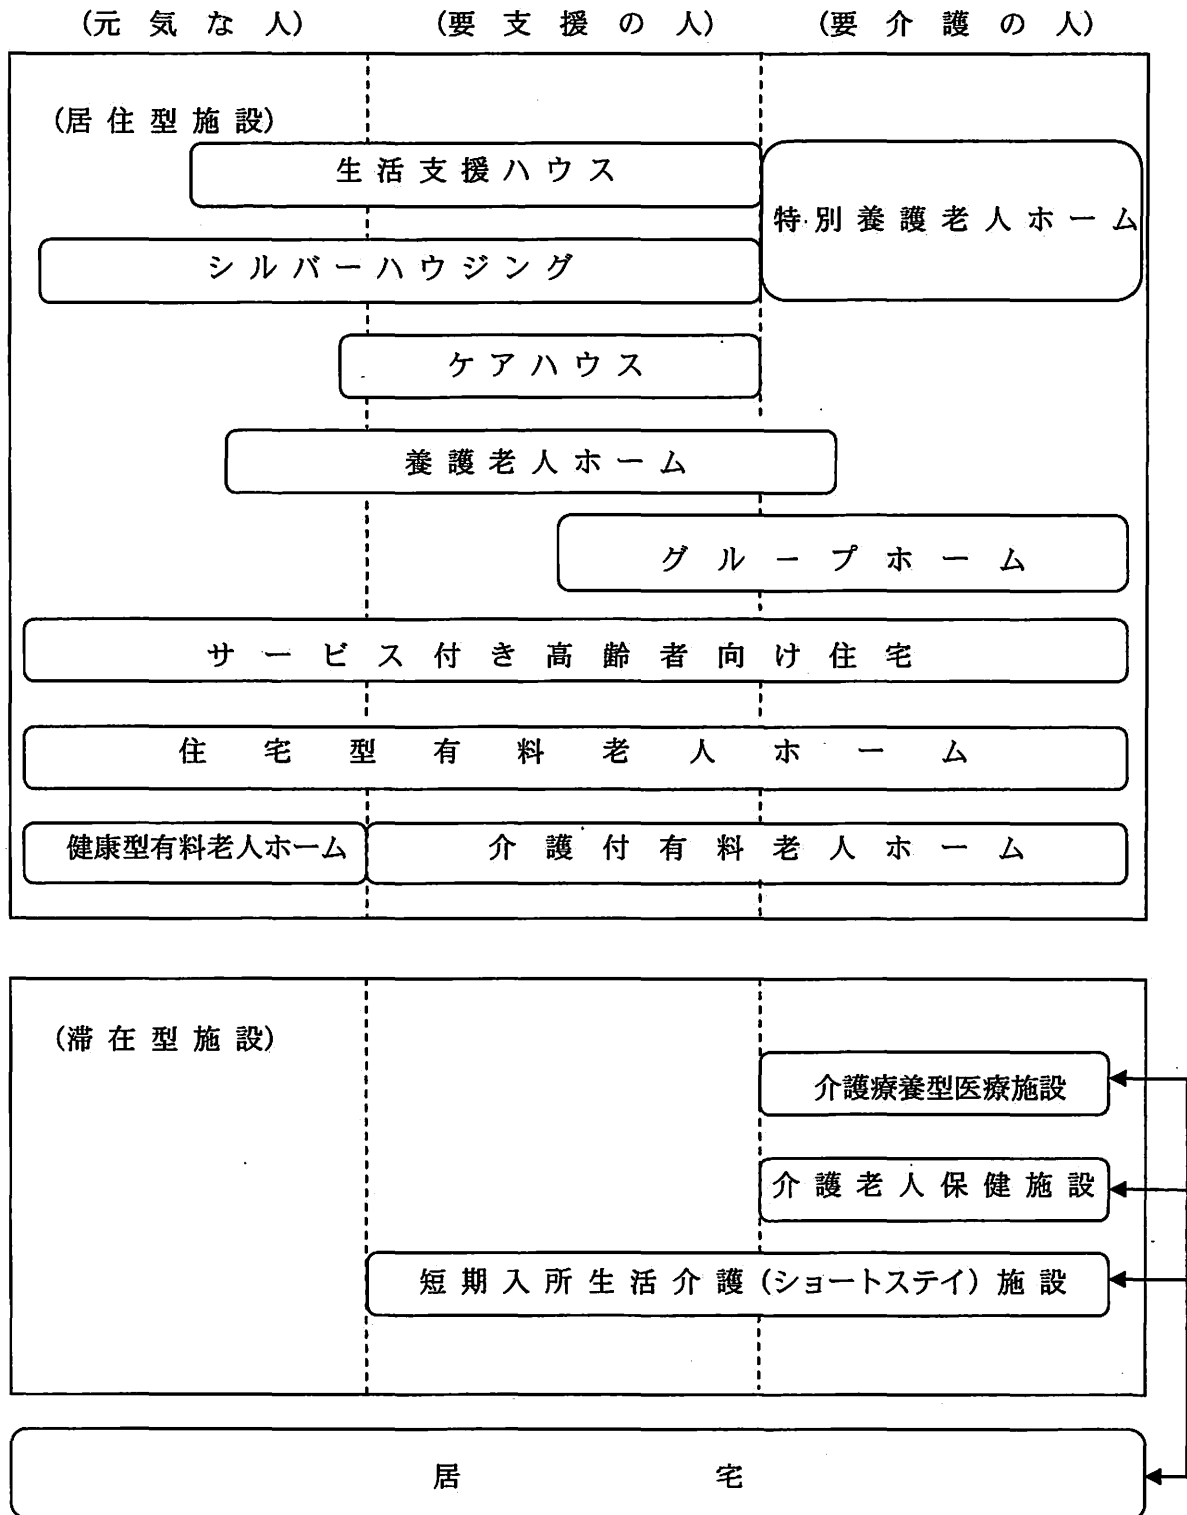 (元気な人) (要支援の人) (要介護の人)
(居住型施設)
生活支援ハウス
特別養護老人ホーム
シルバーハウジング
ケアハウス
養護老人ホーム
グループホーム
サービス付き高齢者向け住宅
住宅型有料老人ホーム
健康型有料老人ホーム 介護付有料老人ホーム
(滞在型施設)
介護療養型医療施設
介護老人保健施設
短期入所生活介護(ショートステイ)施設
居宅